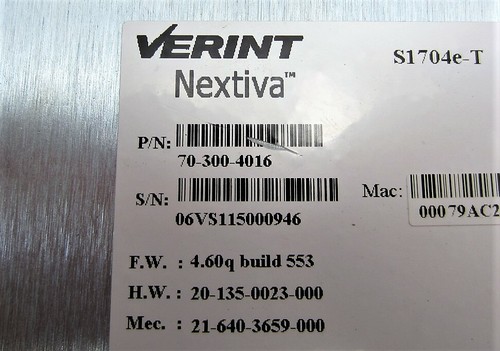 VERINT
Nextiva™
S1704e-T
P/N:
70-300-4016
S/N:
06VS115000946
Mac:
00079AC2
F.W. : 4.60q build 553
H.W. : 20-135-0023-000
Mec. : 21-640-3659-000